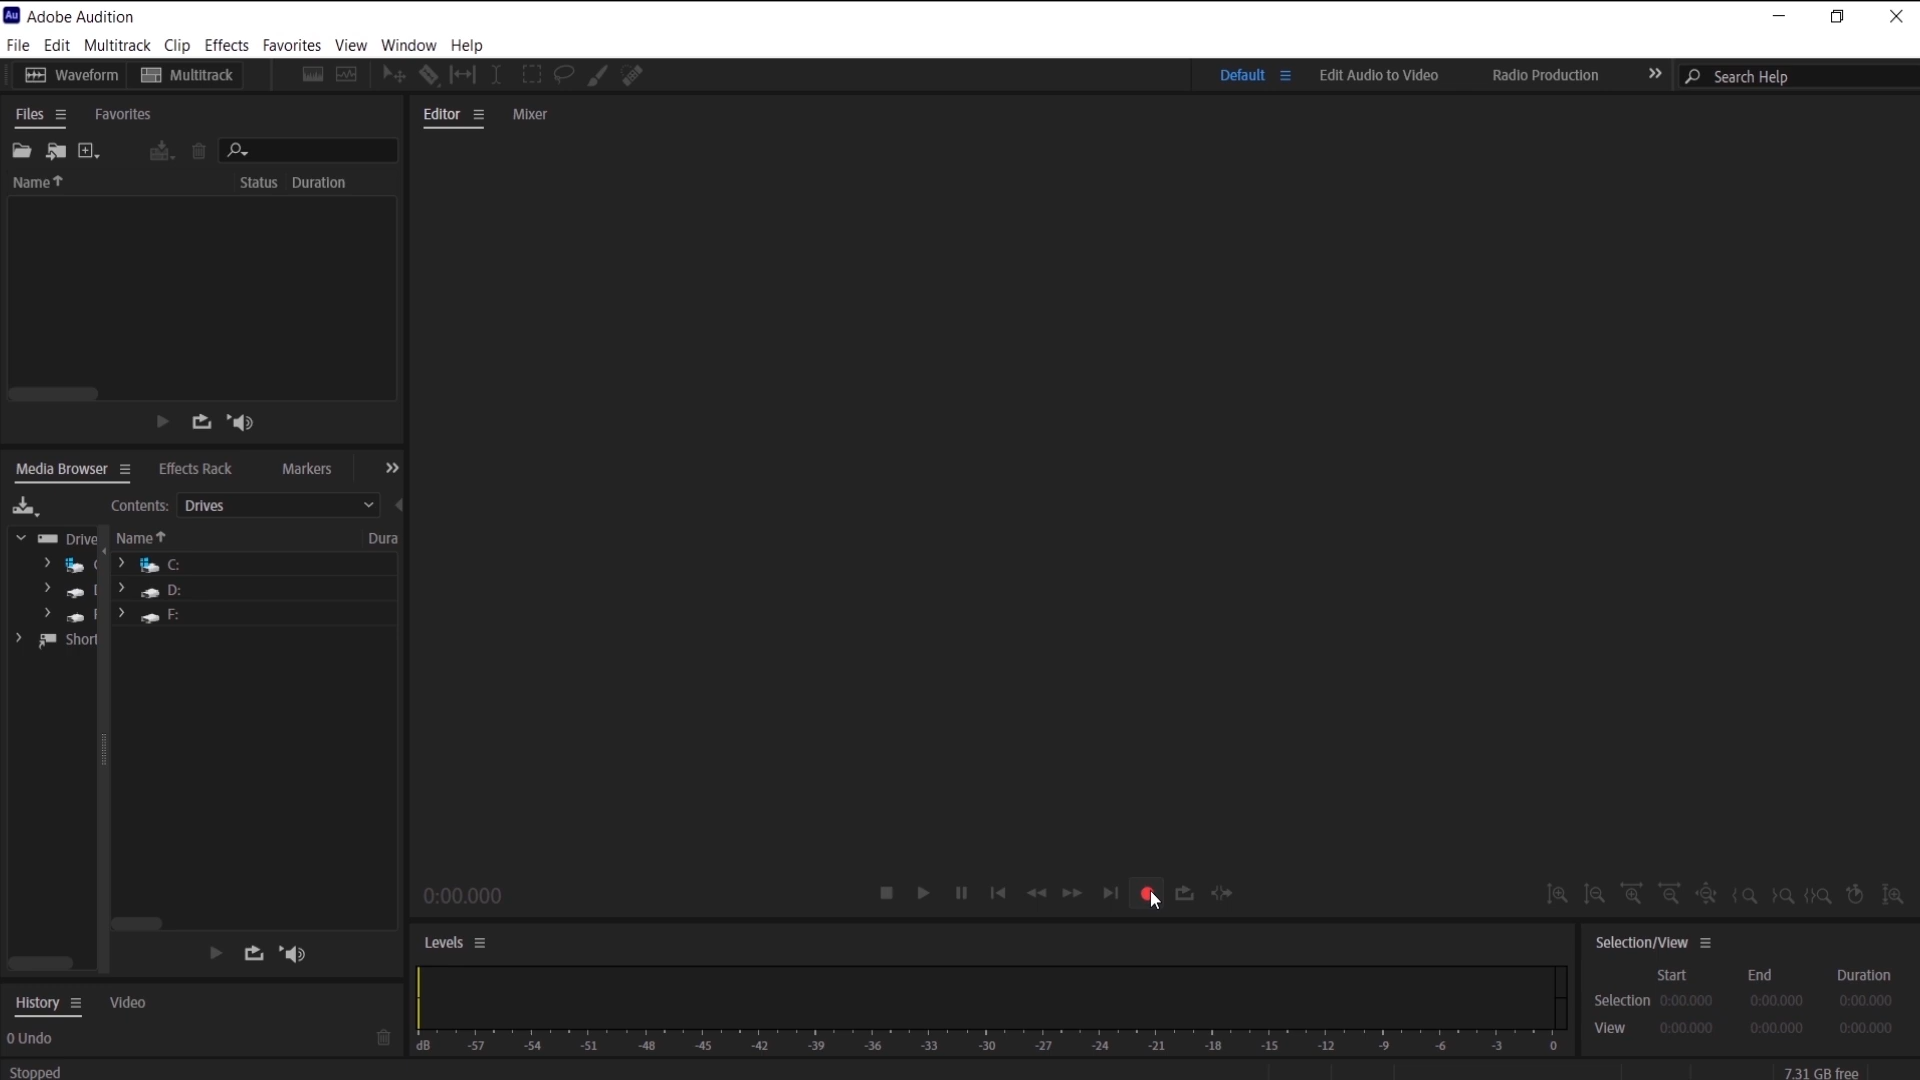 Au Adobe Audition
File Edit Multitrack Clip Effects Favorites View Window Help
Waveform Multitrack Default Edit Audio to Video Radio Production Search Help
Files Favorites
Name Status Duration
Media Browser Effects Rack Markers
Contents: Drives
Drive
Short
Name Dura
C:
D:
F:
History Video
0 Undo
Stopped
Editor Mixer
0:00.000
Levels
dB -57 -54 -51 -48 -45 -42 -39 -36 -33 -30 -27 -24 -21 -18 -15 -12 -9 -6 -3 0
Selection/View
Start End Duration
Selection 0:00.000 0:00.000 0:00.000
View 0:00.000 0:00.000 0:00.000
7.31 GB free